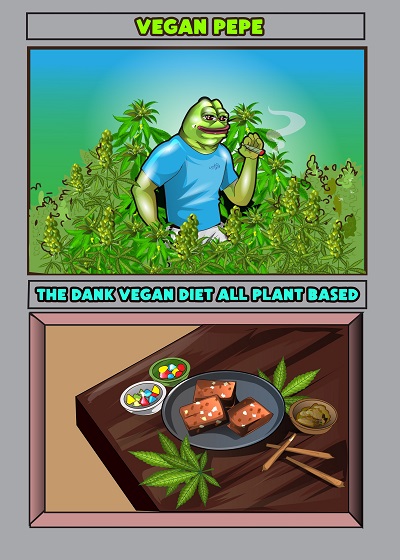 VEGAN PEPE
THE DANK VEGAN DIET ALL PLANT BASED